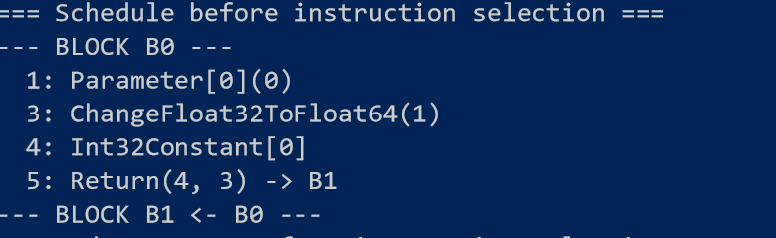 === Schedule before instruction selection ===
--- BLOCK B0 ---
1: Parameter[0](0)
3: ChangeFloat32ToFloat64(1)
4: Int32Constant[0]
5: Return(4, 3) -> B1
--- BLOCK B1 <- B0 ---